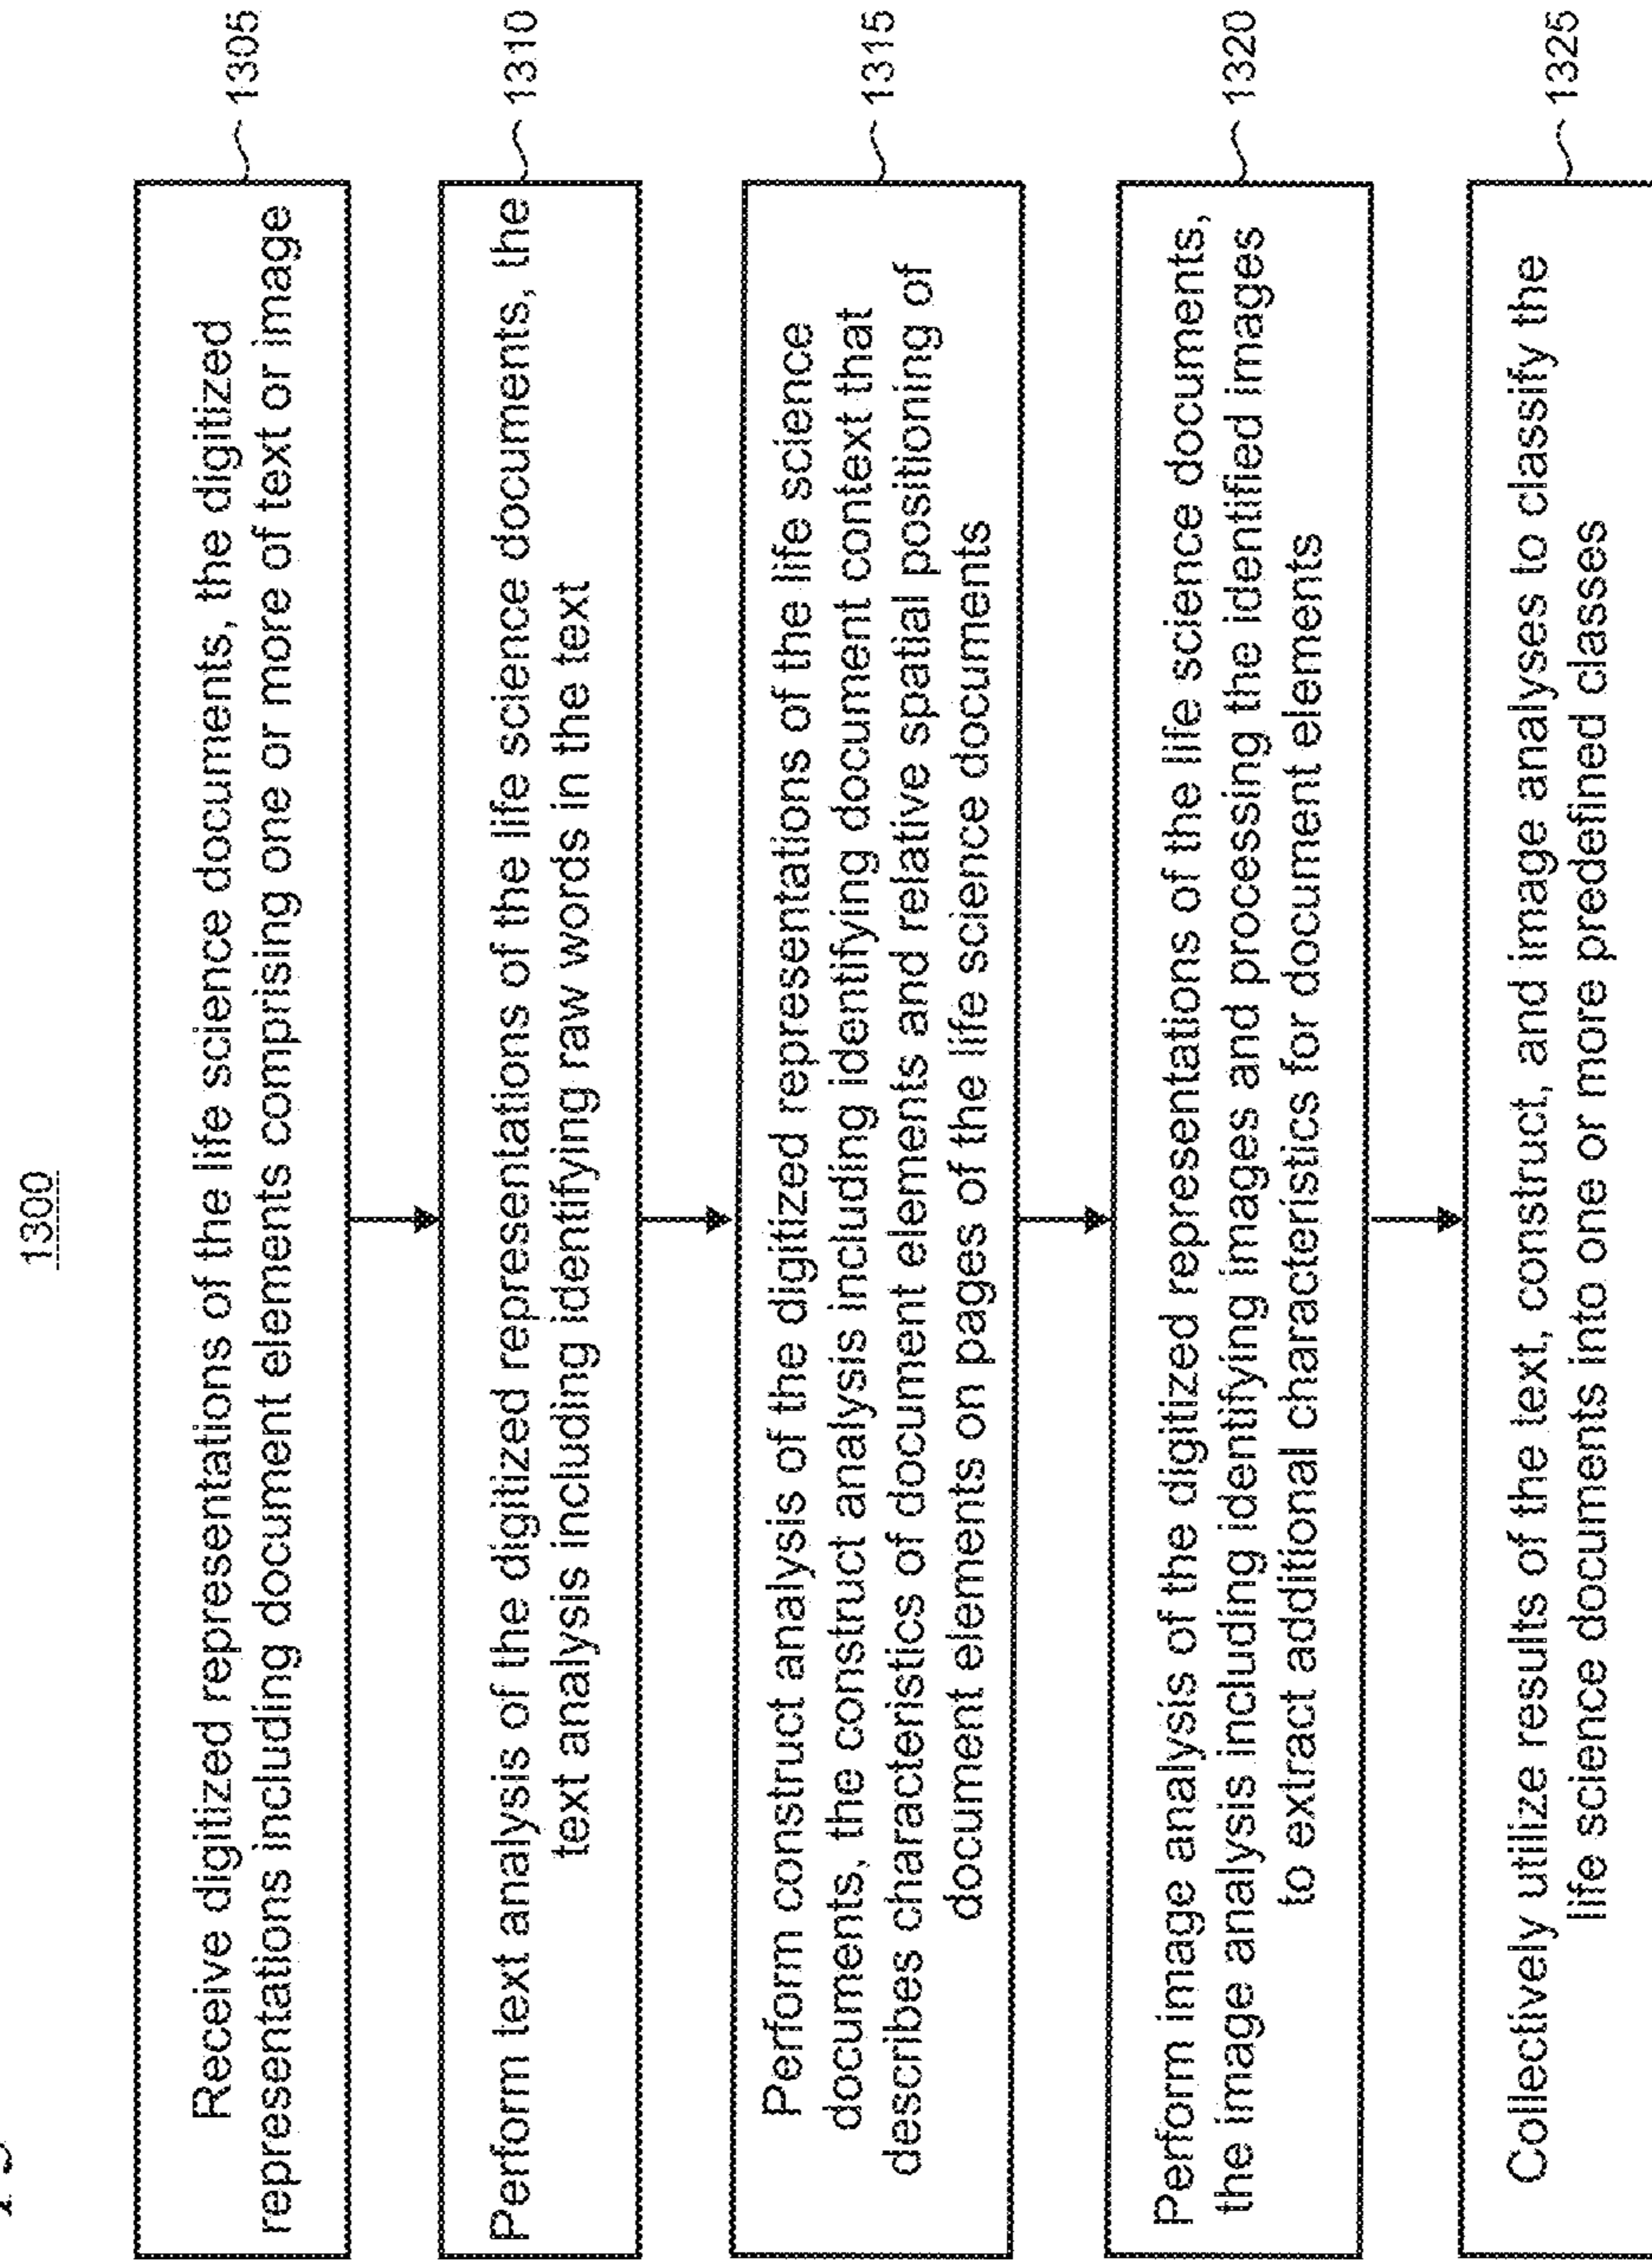 1300
Receive digitized representations of the life science documents, the digitized
representations including document elements comprising one or more of text or image
1305
Perform text analysis of the digitized representations of the life science documents, the
text analysis including identifying raw words in the text
1310
Perform construct analysis of the digitized representations of the life science
documents, the construct analysis including identifying document context that
describes characteristics of document elements and relative spatial positioning of
document elements on pages of the life science documents
1315
Perform image analysis of the digitized representations of the life science documents,
the image analysis including identifying images and processing the identified images
to extract additional characteristics for document elements
1320
Collectively utilize results of the text, construct, and image analyses to classify the
life science documents into one or more predefined classes
1325